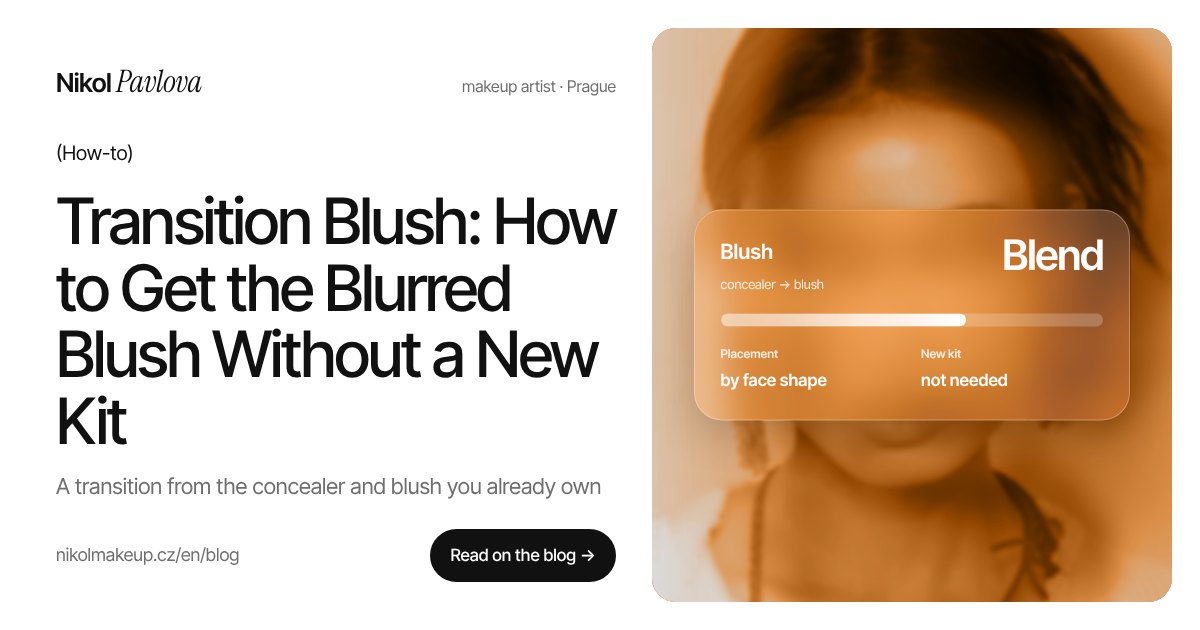 Nikol Pavlova
makeup artist · Prague
(How-to)
Transition Blush: How
to Get the Blurred
Blush Without a New
Kit
A transition from the concealer and blush you already own
nikolmakeup.cz/en/blog
Read on the blog →
Blush
Blend
concealer → blush
Placement
New kit
by face shape
not needed